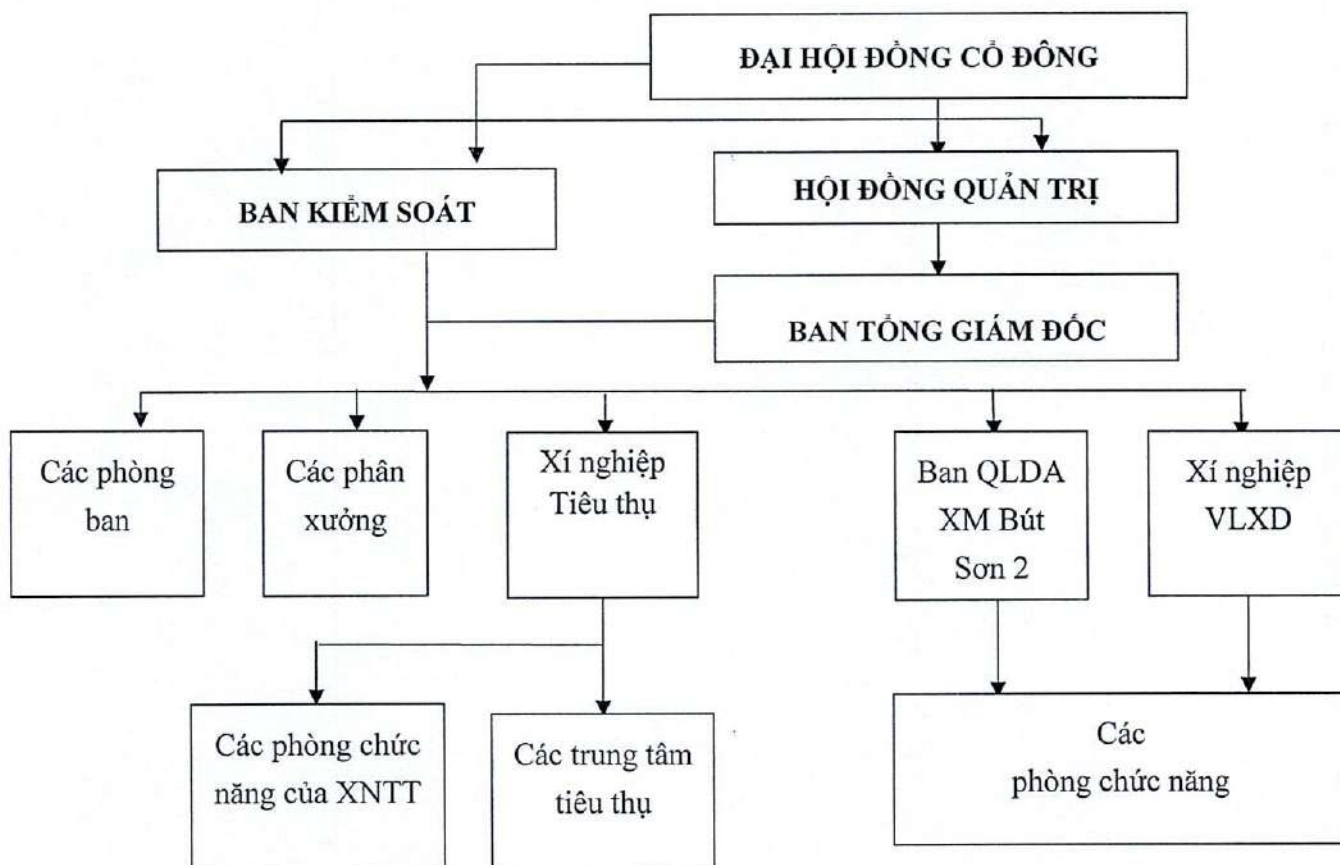 ĐẠI HỘI ĐỒNG CỔ ĐÔNG
BAN KIỂM SOÁT
HỘI ĐỒNG QUẢN TRỊ
BAN TỔNG GIÁM ĐỐC
Các phòng
ban
Các phân
xưởng
Xí nghiệp
Tiêu thụ
Ban QLDA
XM Bút
Sơn 2
Xí nghiệp
VLXD
Các phòng chức
năng của XNTT
Các trung tâm
tiêu thụ
Các
phòng chức năng